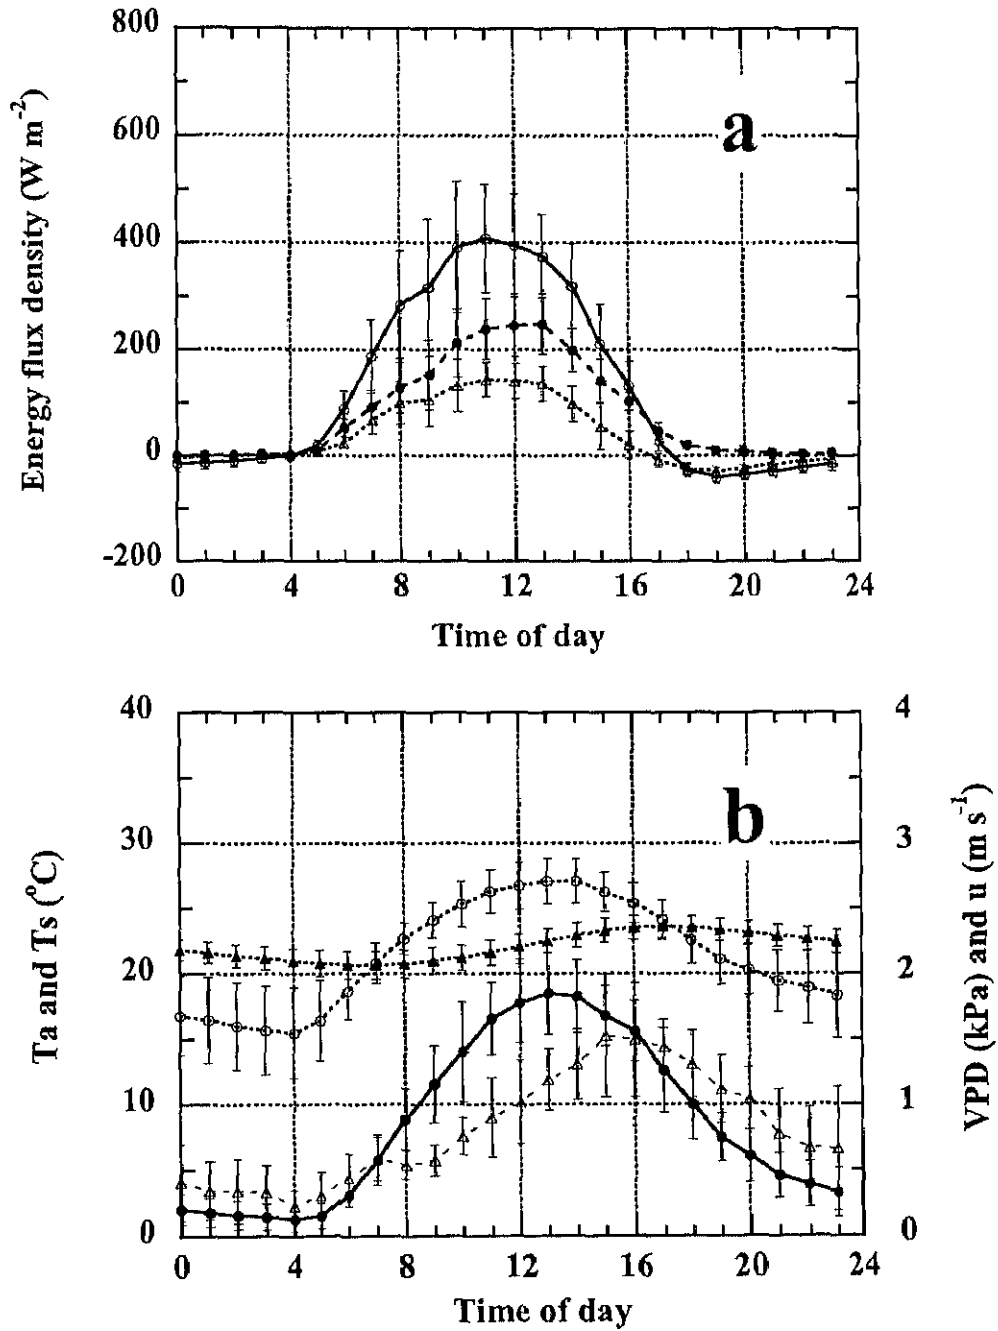 800
600
400
200
0
-200
Energy flux density (W m⁻²)
a
0 4 8 12 16 20 24
Time of day
40
30
20
10
0
Ta and Ts (°C)
b
4
3
2
1
0
VPD (kPa) and u (m s⁻¹)
0 4 8 12 16 20 24
Time of day